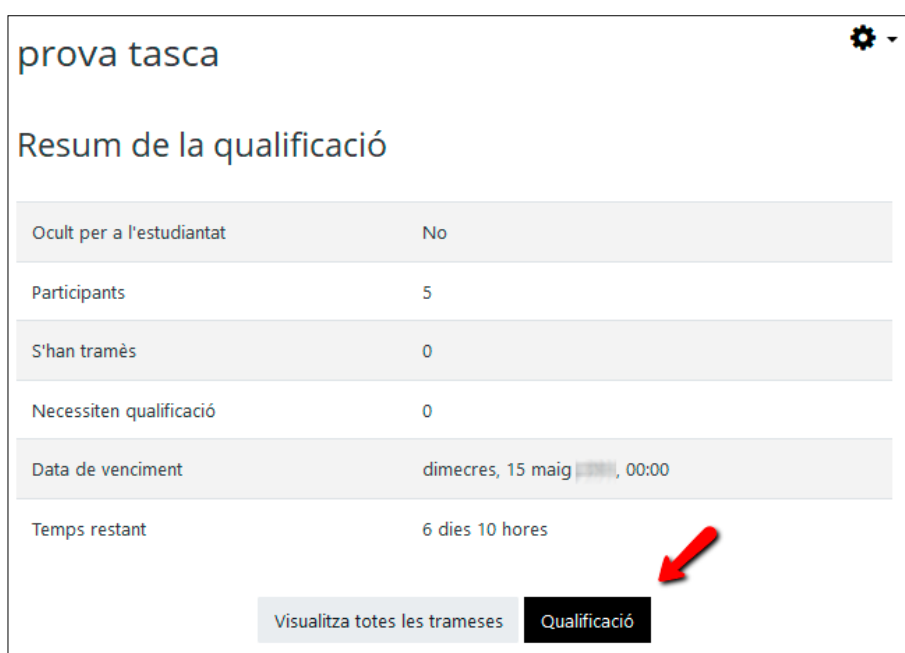 prova tasca
Resum de la qualificació
Ocult per a l'estudiantat No
Participants 5
S'han tramès 0
Necessiten qualificació 0
Data de venciment dimecres, 15 maig , 00:00
Temps restant 6 dies 10 hores
Visualitza totes les trameses Qualificació